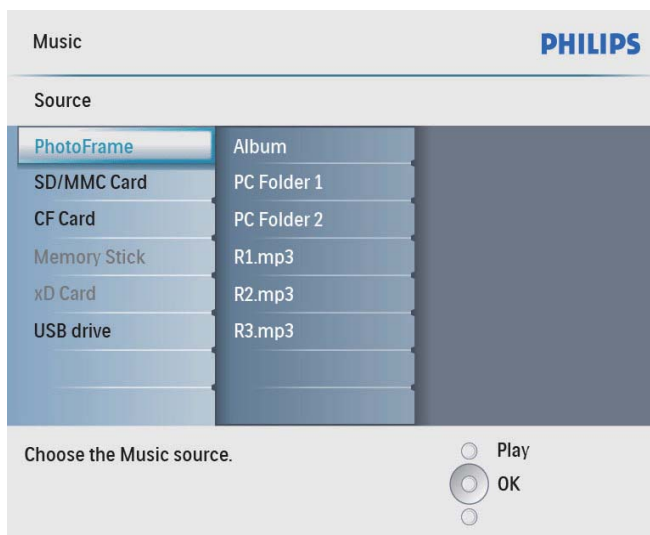 Music
PHILIPS
Source
PhotoFrame
SD/MMC Card
CF Card
Memory Stick
xD Card
USB drive
Album
PC Folder 1
PC Folder 2
R1.mp3
R2.mp3
R3.mp3
Choose the Music source.
Play
OK